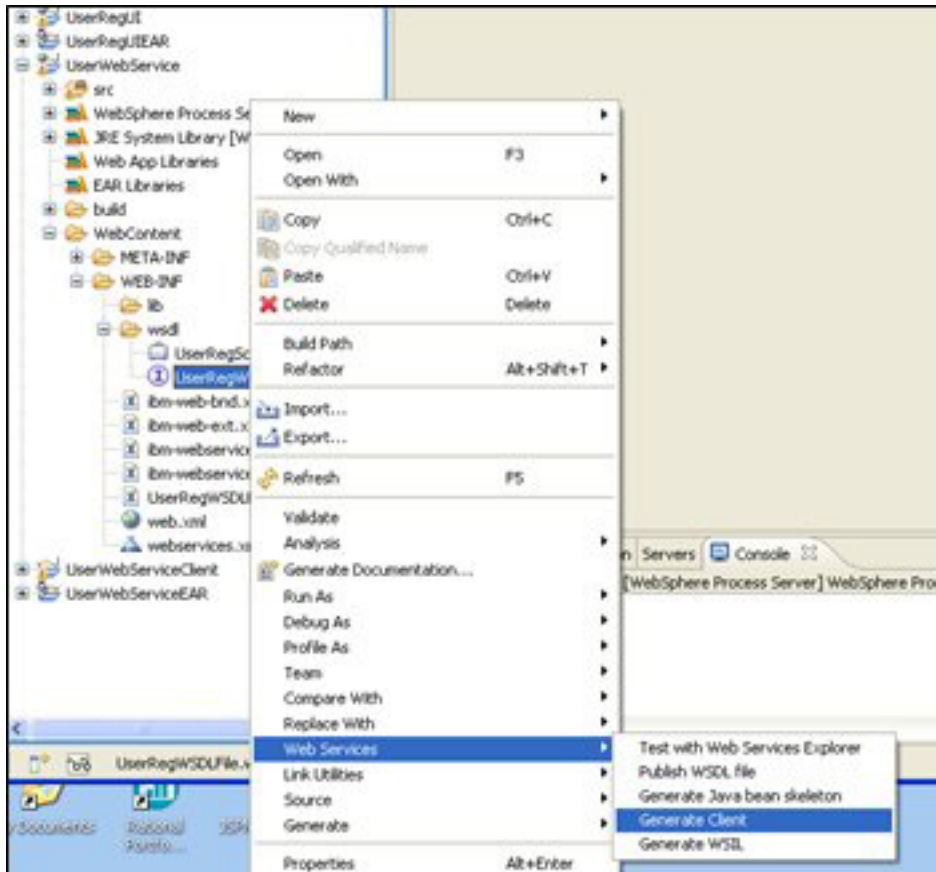 UserRegUI
UserRegUIEAR
UserWebService
src
WebSphere Process Se
JRE System Library [W
Web App Libraries
EAR Libraries
build
WebContent
META-INF
WEB-INF
lib
wsdl
UserRegSc
UserRegW
ibm-web-bnd.x
ibm-web-ext.x
ibm-webservice
ibm-webservice
UserRegWSDLF
web.xml
webservices.xm
UserWebServiceClient
UserWebServiceEAR
New
Open F3
Open With
Copy Ctrl+C
Copy Qualified Name
Paste Ctrl+V
Delete Delete
Build Path
Refactor Alt+Shift+T
Import...
Export...
Refresh F5
Validate
Analysis
Generate Documentation...
Run As
Debug As
Profile As
Team
Compare With
Replace With
Web Services
Link Utilities
Source
Generate
Properties Alt+Enter
Test with Web Services Explorer
Publish WSDL file
Generate Java bean skeleton
Generate Client
Generate WSIL
n Servers Console
[WebSphere Process Server] WebSphere Pro
UserRegWSDLFile.w
y Documents
Rational